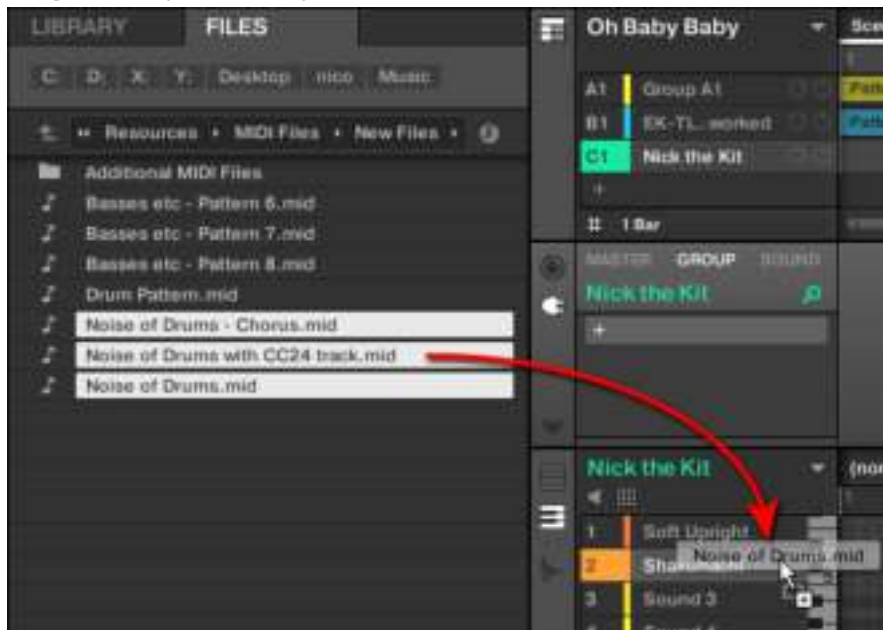 LIBRARY FILES
C: D: X: Y: Desktop nico Music
Resources MIDI Files New Files
Additional MIDI Files
Basses etc - Pattern 6.mid
Basses etc - Pattern 7.mid
Basses etc - Pattern 8.mid
Drum Pattern.mid
Noise of Drums - Chorus.mid
Noise of Drums with CC24 track.mid
Noise of Drums.mid
Oh Baby Baby
A1 Group A1
B1 EK-TL... worked
C1 Nick the Kit
+
1 Bar
MASTER GROUP SOUND
Nick the Kit
+
Nick the Kit
1 Soft Upright
2
Noise of Drums.mid
3 Sound 3